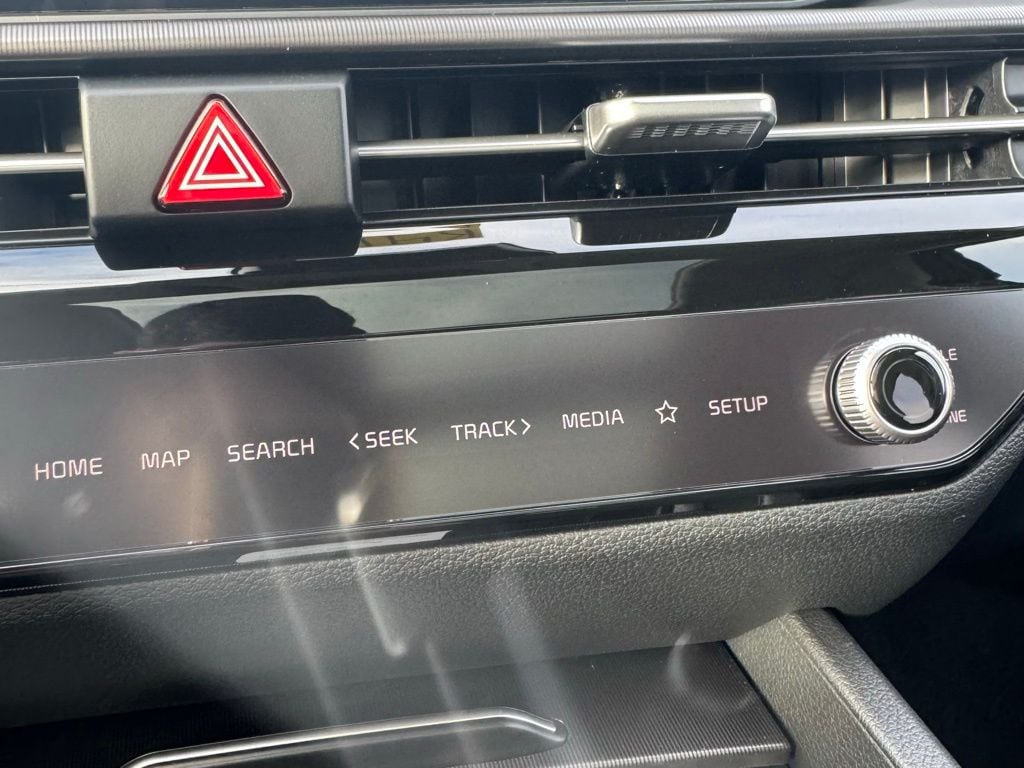 HOME MAP SEARCH <SEEK TRACK> MEDIA ☆ SETUP